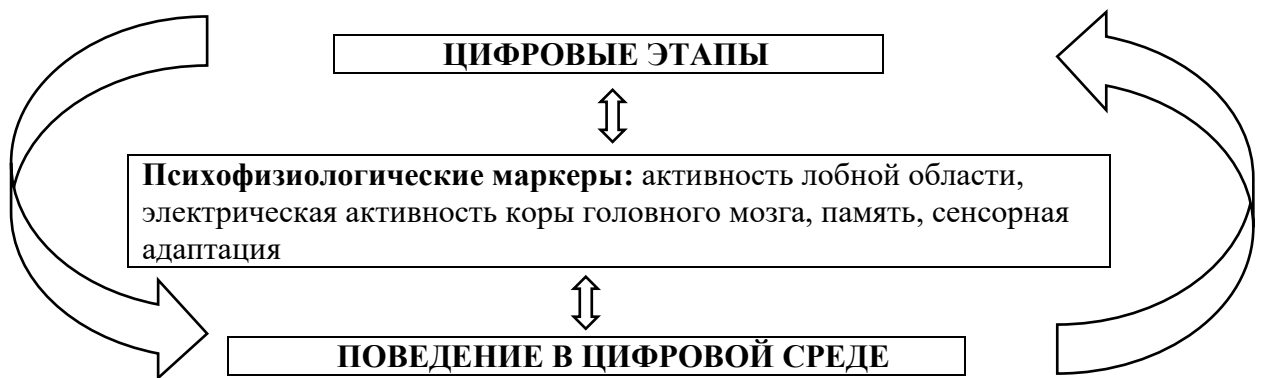 ЦИФРОВЫЕ ЭТАПЫ
Психофизиологические маркеры: активность лобной области,
электрическая активность коры головного мозга, память, сенсорная
адаптация
ПОВЕДЕНИЕ В ЦИФРОВОЙ СРЕДЕ